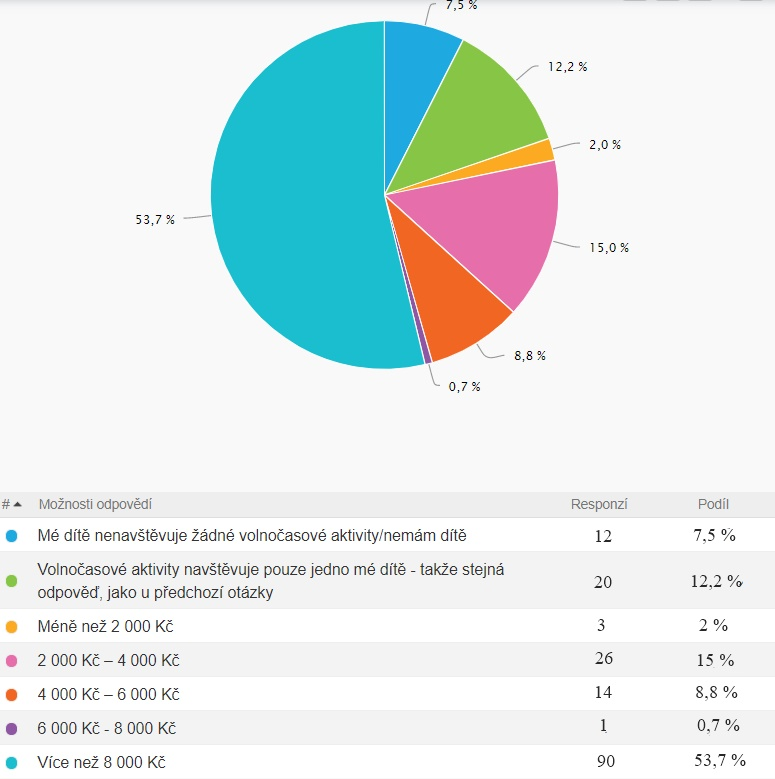 7,5 %
12,2 %
2,0 %
53,7 %
15,0 %
8,8 %
0,7 %
# Možnosti odpovědí Responzí Podíl
Mé dítě nenavštěvuje žádné volnočasové aktivity/nemám dítě 12 7,5 %
Volnočasové aktivity navštěvuje pouze jedno mé dítě - takže stejná
odpověď, jako u předchozí otázky 20 12,2 %
Méně než 2 000 Kč 3 2 %
2 000 Kč – 4 000 Kč 26 15 %
4 000 Kč – 6 000 Kč 14 8,8 %
6 000 Kč - 8 000 Kč 1 0,7 %
Více než 8 000 Kč 90 53,7 %